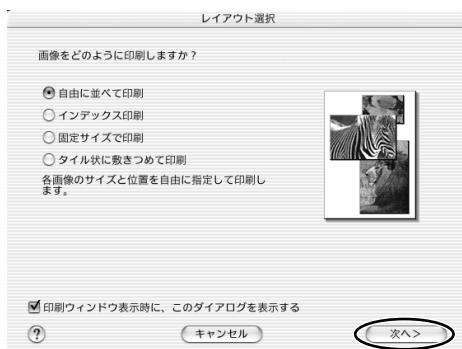 レイアウト選択
画像をどのように印刷しますか？
自由に並べて印刷
インデックス印刷
固定サイズで印刷
タイル状に敷きつめて印刷
各画像のサイズと位置を自由に指定して印刷し
ます。
印刷ウィンドウ表示時に、このダイアログを表示する
?
キャンセル
次へ>